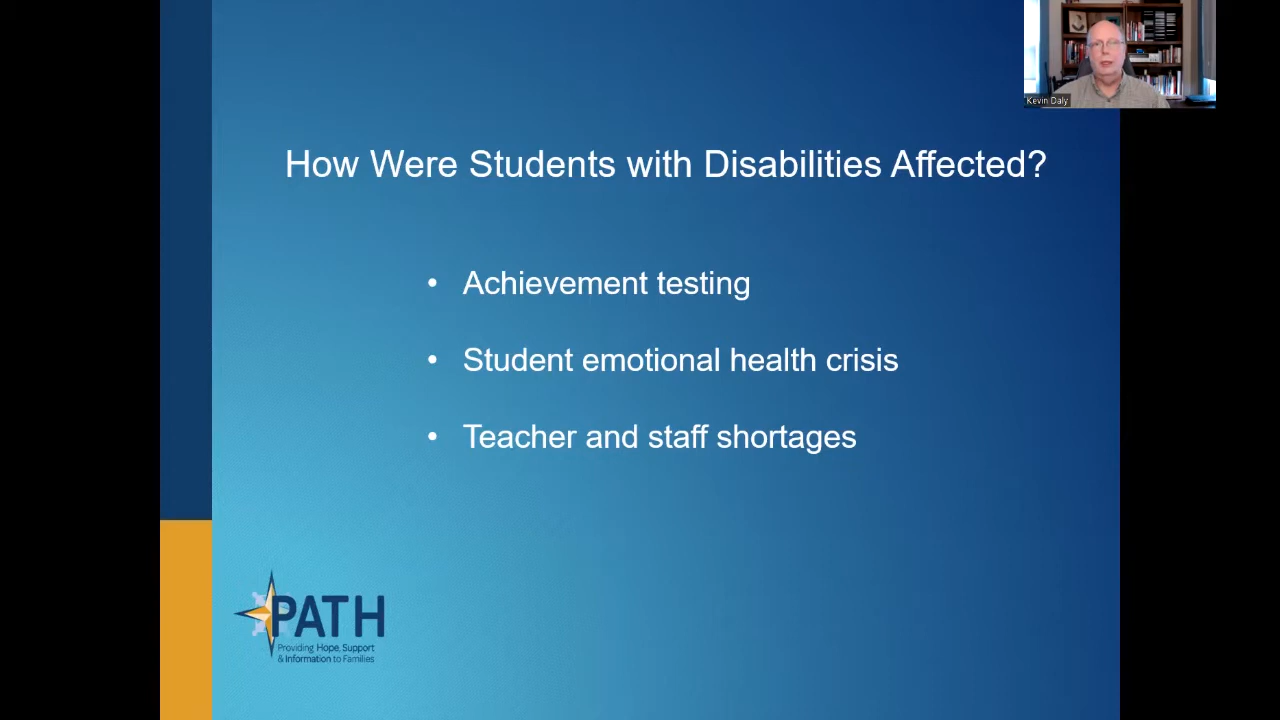 Kevin Daly
How Were Students with Disabilities Affected?
• Achievement testing
• Student emotional health crisis
• Teacher and staff shortages
PATH
Providing Hope, Support
& Information to Families